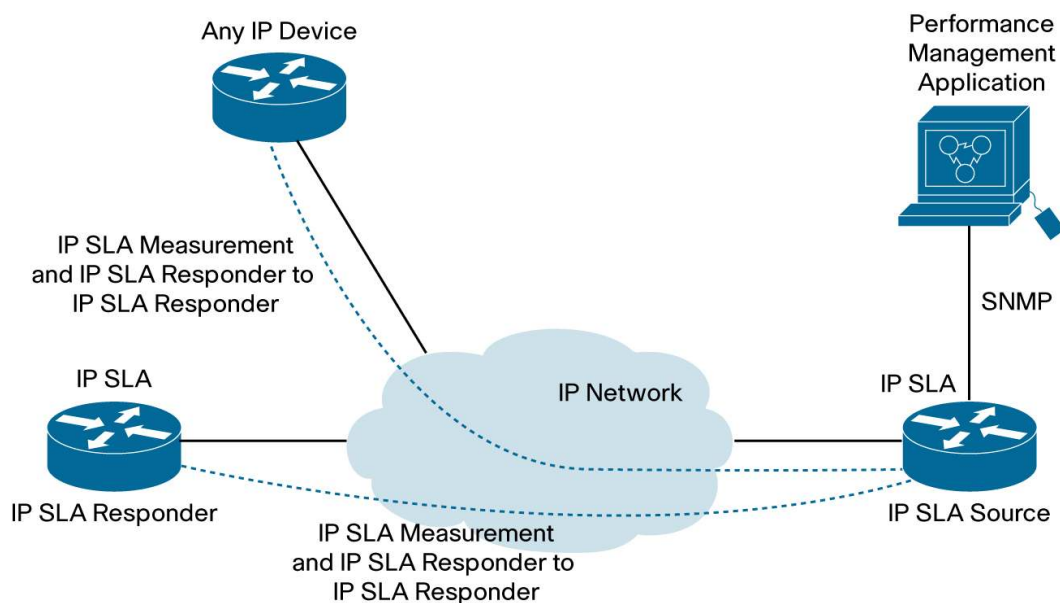 Any IP Device
Performance
Management
Application
IP SLA Measurement
and IP SLA Responder to
IP SLA Responder
SNMP
IP SLA
IP Network
IP SLA
IP SLA Responder
IP SLA Source
IP SLA Measurement
and IP SLA Responder to
IP SLA Responder